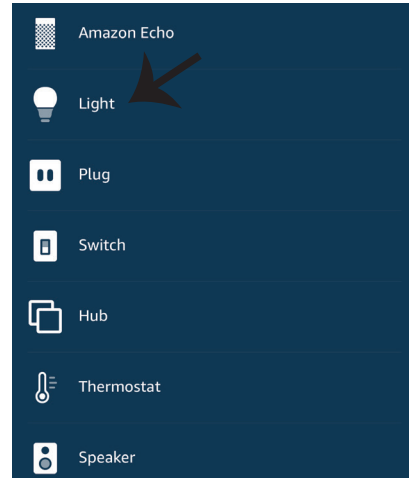 Amazon Echo
Light
Plug
Switch
Hub
Thermostat
Speaker